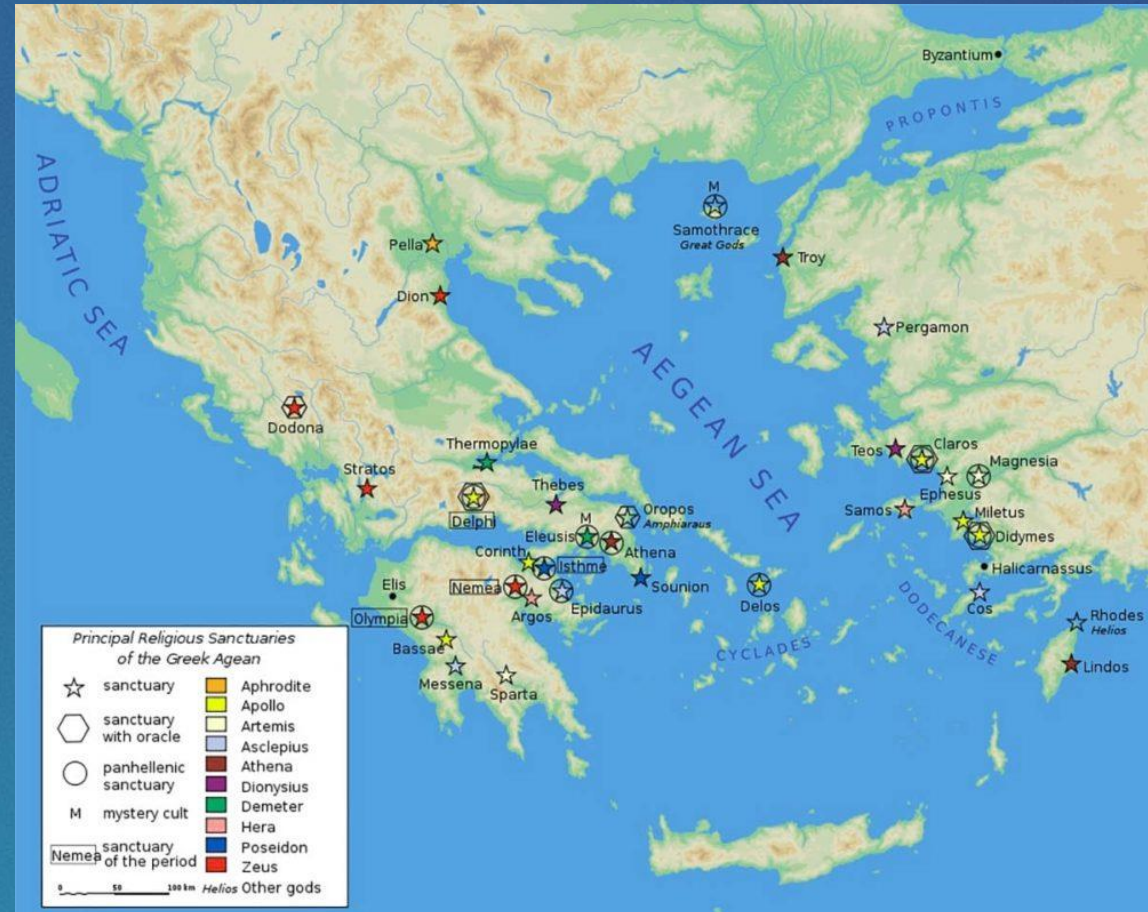 Byzantium
PROPONTIS
ADRIATIC SEA
M
Samothrace
Great Gods
Pella
Troy
Dion
Pergamon
AEGEAN SEA
Dodona
Thermopylae
Teos
Claros
Magnesia
Stratos
Thebes
Ephesus
Delphi
Oropos
Amphiaraus
Samos
Miletus
M
Eleusis
Athena
Didymes
Corinth
Isthme
Halicarnassus
Elis
Nemea
Sounion
Argos
Epidaurus
Delos
Cos
DODECANESE
Olympia
Rhodes
Helios
Bassae
CYCLADES
Messena
Sparta
Lindos
Principal Religious Sanctuaries
of the Greek Agean
sanctuary
sanctuary
with oracle
panhellenic
sanctuary
M mystery cult
Nemea sanctuary
of the period
0 50 100 km
Aphrodite
Apollo
Artemis
Asclepius
Athena
Dionysius
Demeter
Hera
Poseidon
Zeus
Helios Other gods